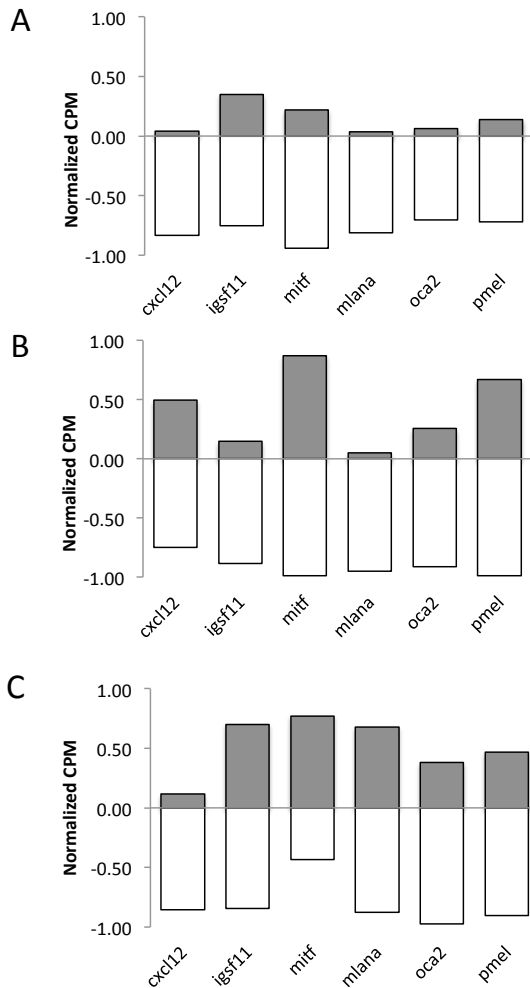 A
Normalized CPM
1.00
0.50
0.00
-0.50
-1.00
cxcl12
igsf11
mitf
mlana
oca2
pmel
B
Normalized CPM
1.00
0.50
0.00
-0.50
-1.00
cxcl12
igsf11
mitf
mlana
oca2
pmel
C
Normalized CPM
1.00
0.50
0.00
-0.50
-1.00
cxcl12
igsf11
mitf
mlana
oca2
pmel